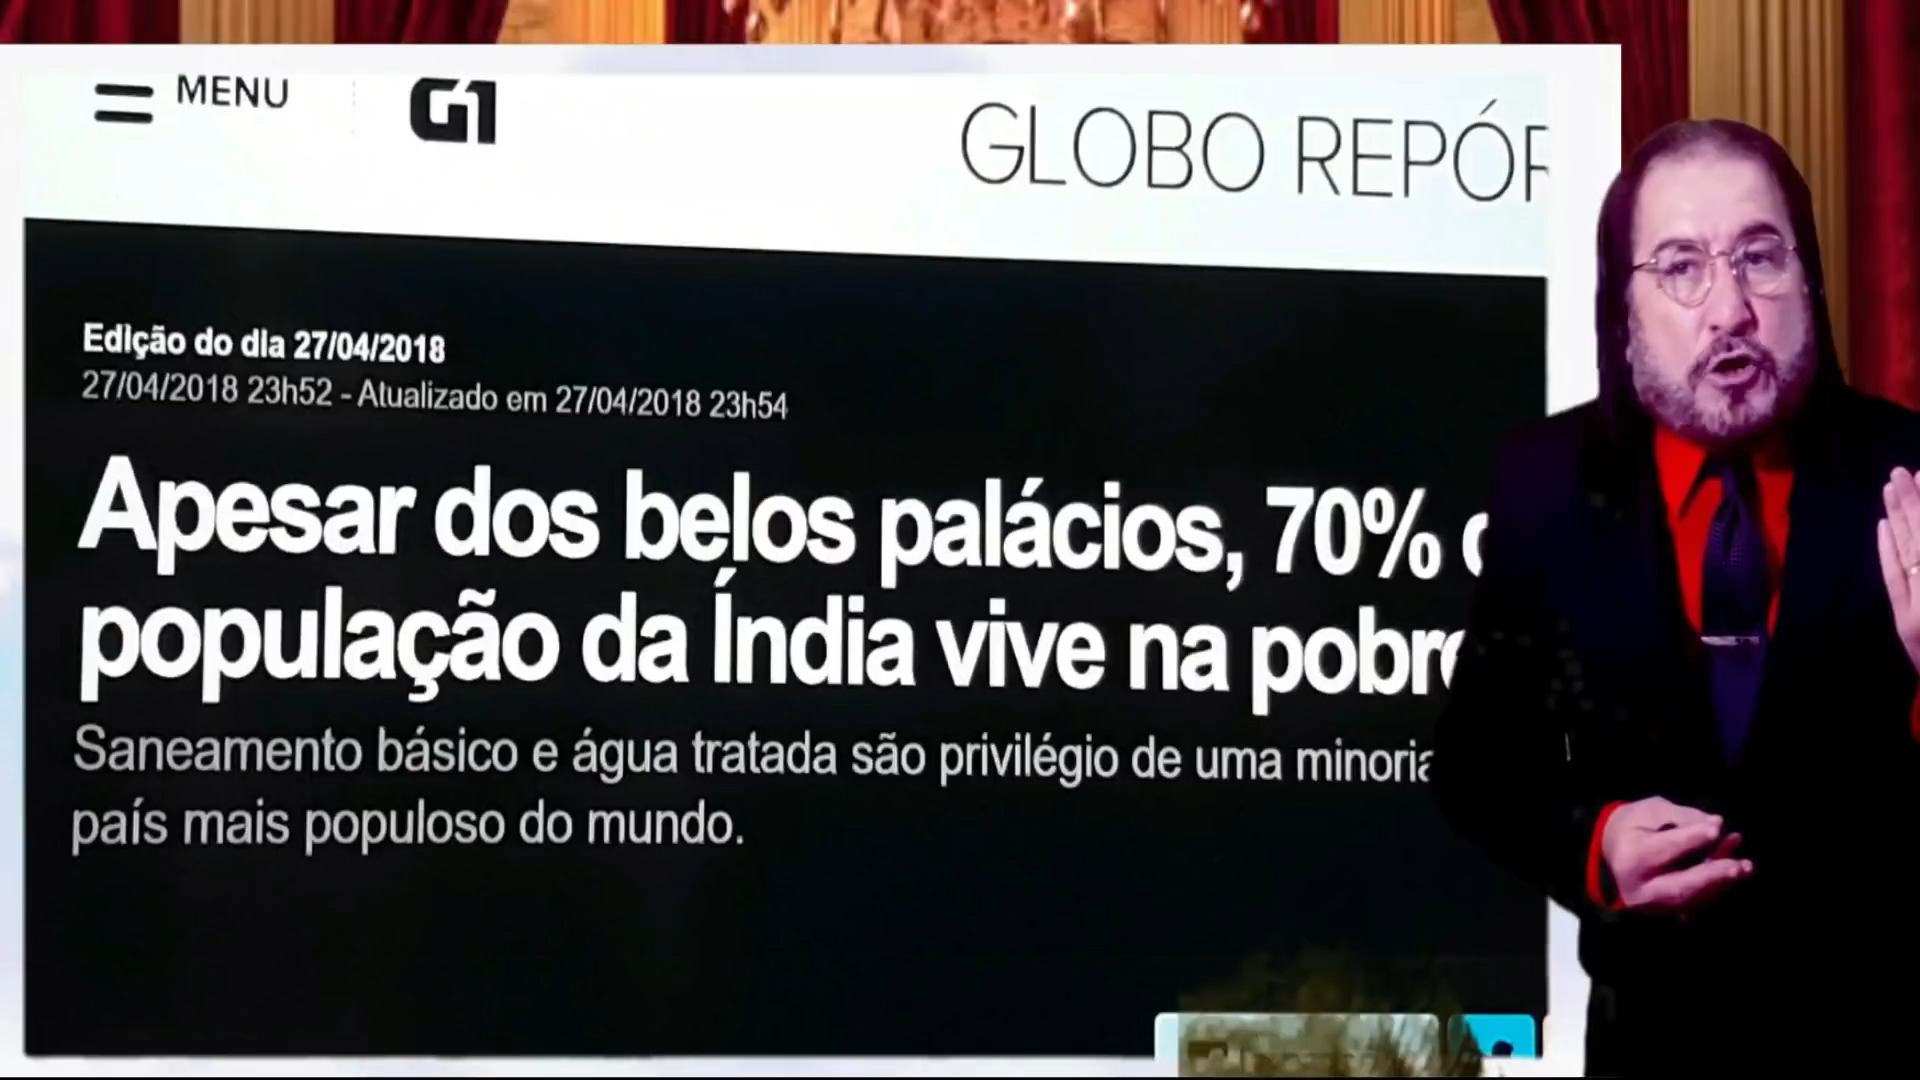 MENU
G1
GLOBO REPÓR
Edição do dia 27/04/2018
27/04/2018 23h52 - Atualizado em 27/04/2018 23h54
Apesar dos belos palácios, 70%
população da Índia vive na pobre
Saneamento básico e água tratada são privilégio de uma minoria
país mais populoso do mundo.